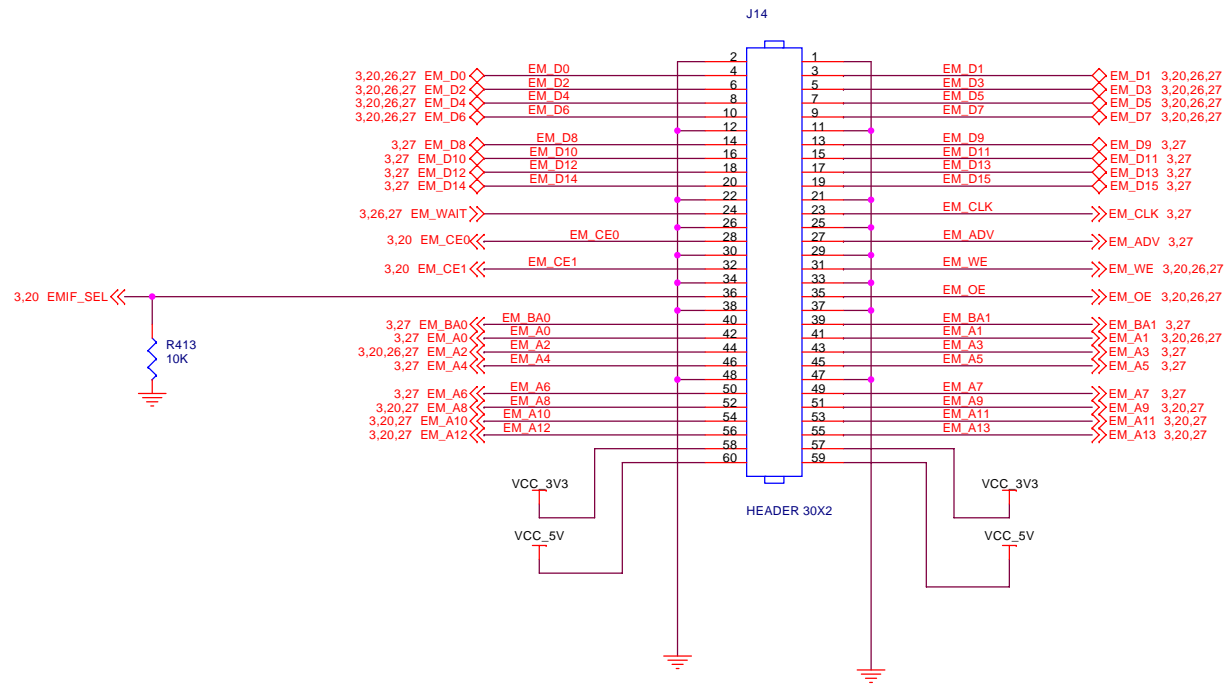 J14
2 1
3,20,26,27 EM_D0 EM_D0 4 3 EM_D1 EM_D1 3,20,26,27
3,20,26,27 EM_D2 EM_D2 6 5 EM_D3 EM_D3 3,20,26,27
3,20,26,27 EM_D4 EM_D4 8 7 EM_D5 EM_D5 3,20,26,27
3,20,26,27 EM_D6 EM_D6 10 9 EM_D7 EM_D7 3,20,26,27
12 11
3,27 EM_D8 EM_D8 14 13 EM_D9 EM_D9 3,27
3,27 EM_D10 EM_D10 16 15 EM_D11 EM_D11 3,27
3,27 EM_D12 EM_D12 18 17 EM_D13 EM_D13 3,27
3,27 EM_D14 EM_D14 20 19 EM_D15 EM_D15 3,27
22 21
3,26,27 EM_WAIT 24 23 EM_CLK EM_CLK 3,27
26 25
3,20 EM_CE0 EM_CE0 28 27 EM_ADV EM_ADV 3,27
30 29
3,20 EM_CE1 EM_CE1 32 31 EM_WE EM_WE 3,20,26,27
34 33
3,20 EMIF_SEL 36 35 EM_OE EM_OE 3,20,26,27
38 37
3,27 EM_BA0 EM_BA0 40 39 EM_BA1 EM_BA1 3,27
3,27 EM_A0 EM_A0 42 41 EM_A1 EM_A1 3,20,26,27
R413
10K
3,20,26,27 EM_A2 EM_A2 44 43 EM_A3 EM_A3 3,27
3,27 EM_A4 EM_A4 46 45 EM_A5 EM_A5 3,27
48 47
3,27 EM_A6 EM_A6 50 49 EM_A7 EM_A7 3,27
3,20,27 EM_A8 EM_A8 52 51 EM_A9 EM_A9 3,20,27
3,20,27 EM_A10 EM_A10 54 53 EM_A11 EM_A11 3,20,27
3,20,27 EM_A12 EM_A12 56 55 EM_A13 EM_A13 3,20,27
58 57
60 59
VCC_3V3 VCC_3V3
HEADER 30X2
VCC_5V VCC_5V